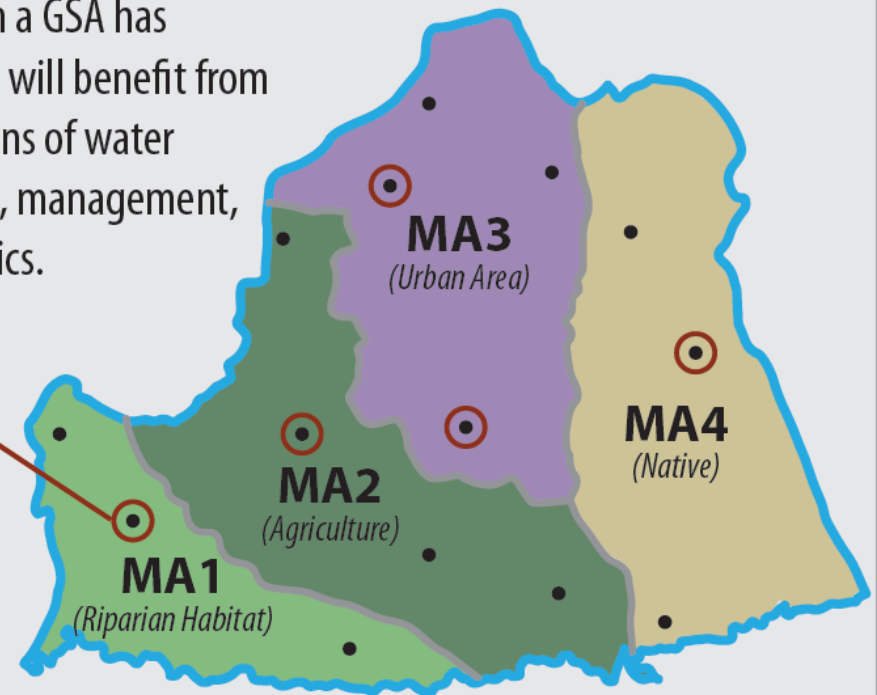 n a GSA has
will benefit from
ns of water
, management,
ics.
MA3
(Urban Area)
MA4
(Native)
MA2
(Agriculture)
MA1
(Riparian Habitat)